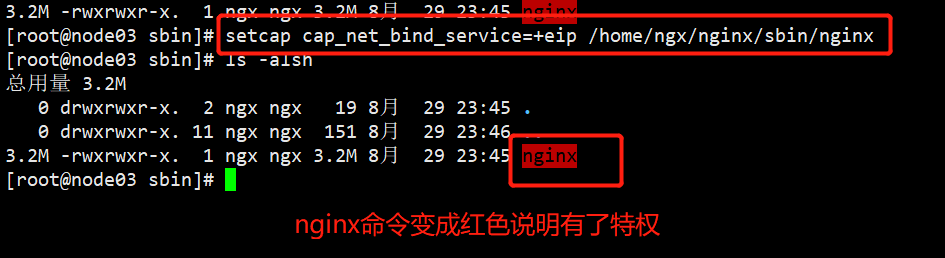 3.2M -rwxrwxr-x.  1 ngx ngx 3.2M 8月   29 23:45 nginx
[root@node03 sbin]# setcap cap_net_bind_service=+eip /home/ngx/nginx/sbin/nginx
[root@node03 sbin]# ls -alsh
总用量 3.2M
   0 drwxrwxr-x.  2 ngx ngx   19 8月   29 23:45 .
   0 drwxrwxr-x. 11 ngx ngx  151 8月   29 23:46 ..
3.2M -rwxrwxr-x.  1 ngx ngx 3.2M 8月   29 23:45 nginx
[root@node03 sbin]#
nginx命令变成红色说明有了特权